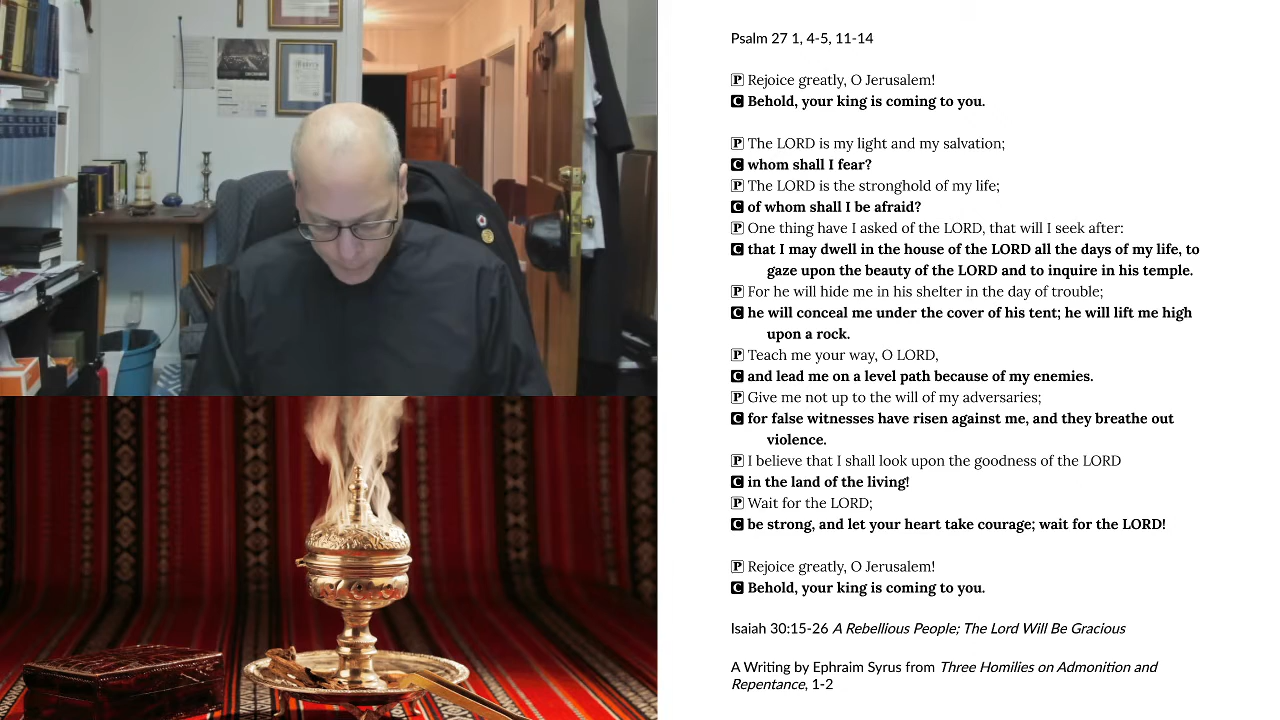 Psalm 27 1, 4-5, 11-14
P Rejoice greatly, O Jerusalem!
C Behold, your king is coming to you.
P The LORD is my light and my salvation;
C whom shall I fear?
P The LORD is the stronghold of my life;
C of whom shall I be afraid?
P One thing have I asked of the LORD, that will I seek after:
C that I may dwell in the house of the LORD all the days of my life, to
gaze upon the beauty of the LORD and to inquire in his temple.
P For he will hide me in his shelter in the day of trouble;
C he will conceal me under the cover of his tent; he will lift me high
upon a rock.
P Teach me your way, O LORD,
C and lead me on a level path because of my enemies.
P Give me not up to the will of my adversaries;
C for false witnesses have risen against me, and they breathe out
violence.
P I believe that I shall look upon the goodness of the LORD
C in the land of the living!
P Wait for the LORD;
C be strong, and let your heart take courage; wait for the LORD!
P Rejoice greatly, O Jerusalem!
C Behold, your king is coming to you.
Isaiah 30:15-26 A Rebellious People; The Lord Will Be Gracious
A Writing by Ephraim Syrus from Three Homilies on Admonition and
Repentance, 1-2